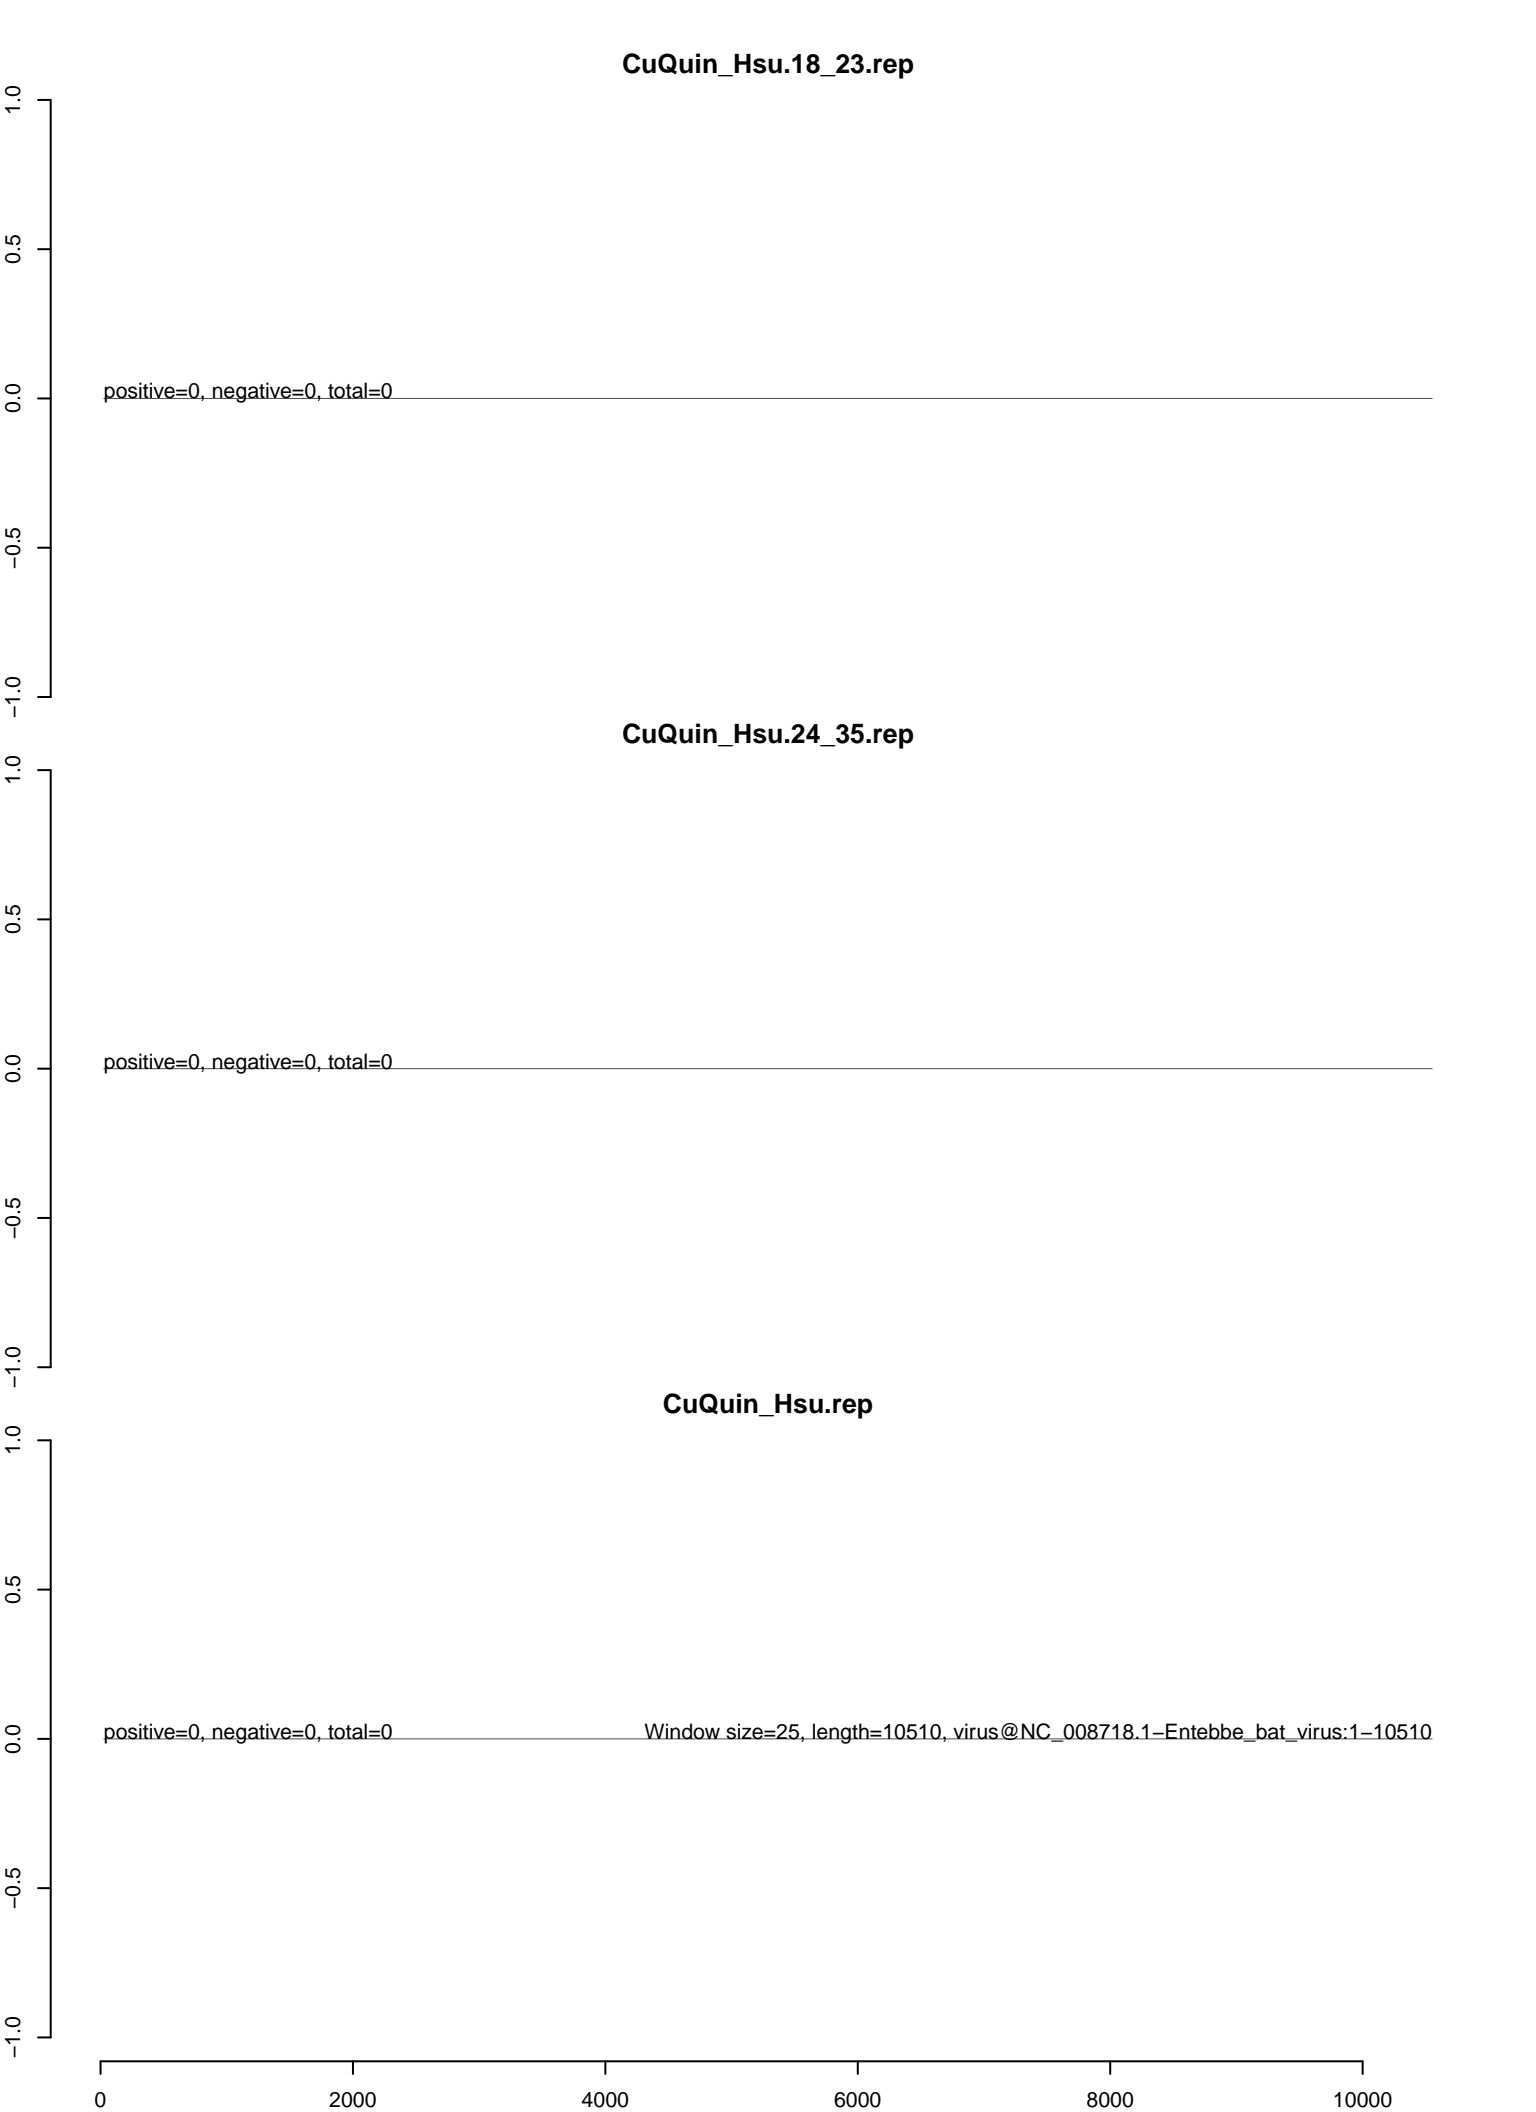 CuQuin_Hsu.18_23.rep
1.0
0.5
0.0
−0.5
−1.0
positive=0, negative=0, total=0
CuQuin_Hsu.24_35.rep
1.0
0.5
0.0
−0.5
−1.0
positive=0, negative=0, total=0
CuQuin_Hsu.rep
1.0
0.5
0.0
−0.5
−1.0
positive=0, negative=0, total=0
Window size=25, length=10510, virus@NC_008718.1−Entebbe_bat_virus:1−10510
0 2000 4000 6000 8000 10000